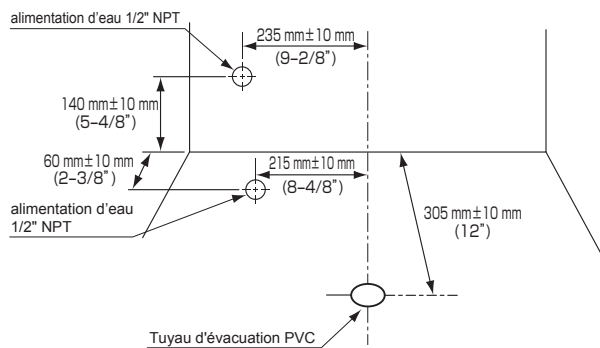 alimentation d'eau 1/2" NPT
235 mm±10 mm
(9-2/8")
140 mm±10 mm
(5-4/8")
60 mm±10 mm
(2-3/8")
215 mm±10 mm
(8-4/8")
alimentation d'eau
1/2" NPT
305 mm±10 mm
(12")
Tuyau d'évacuation PVC